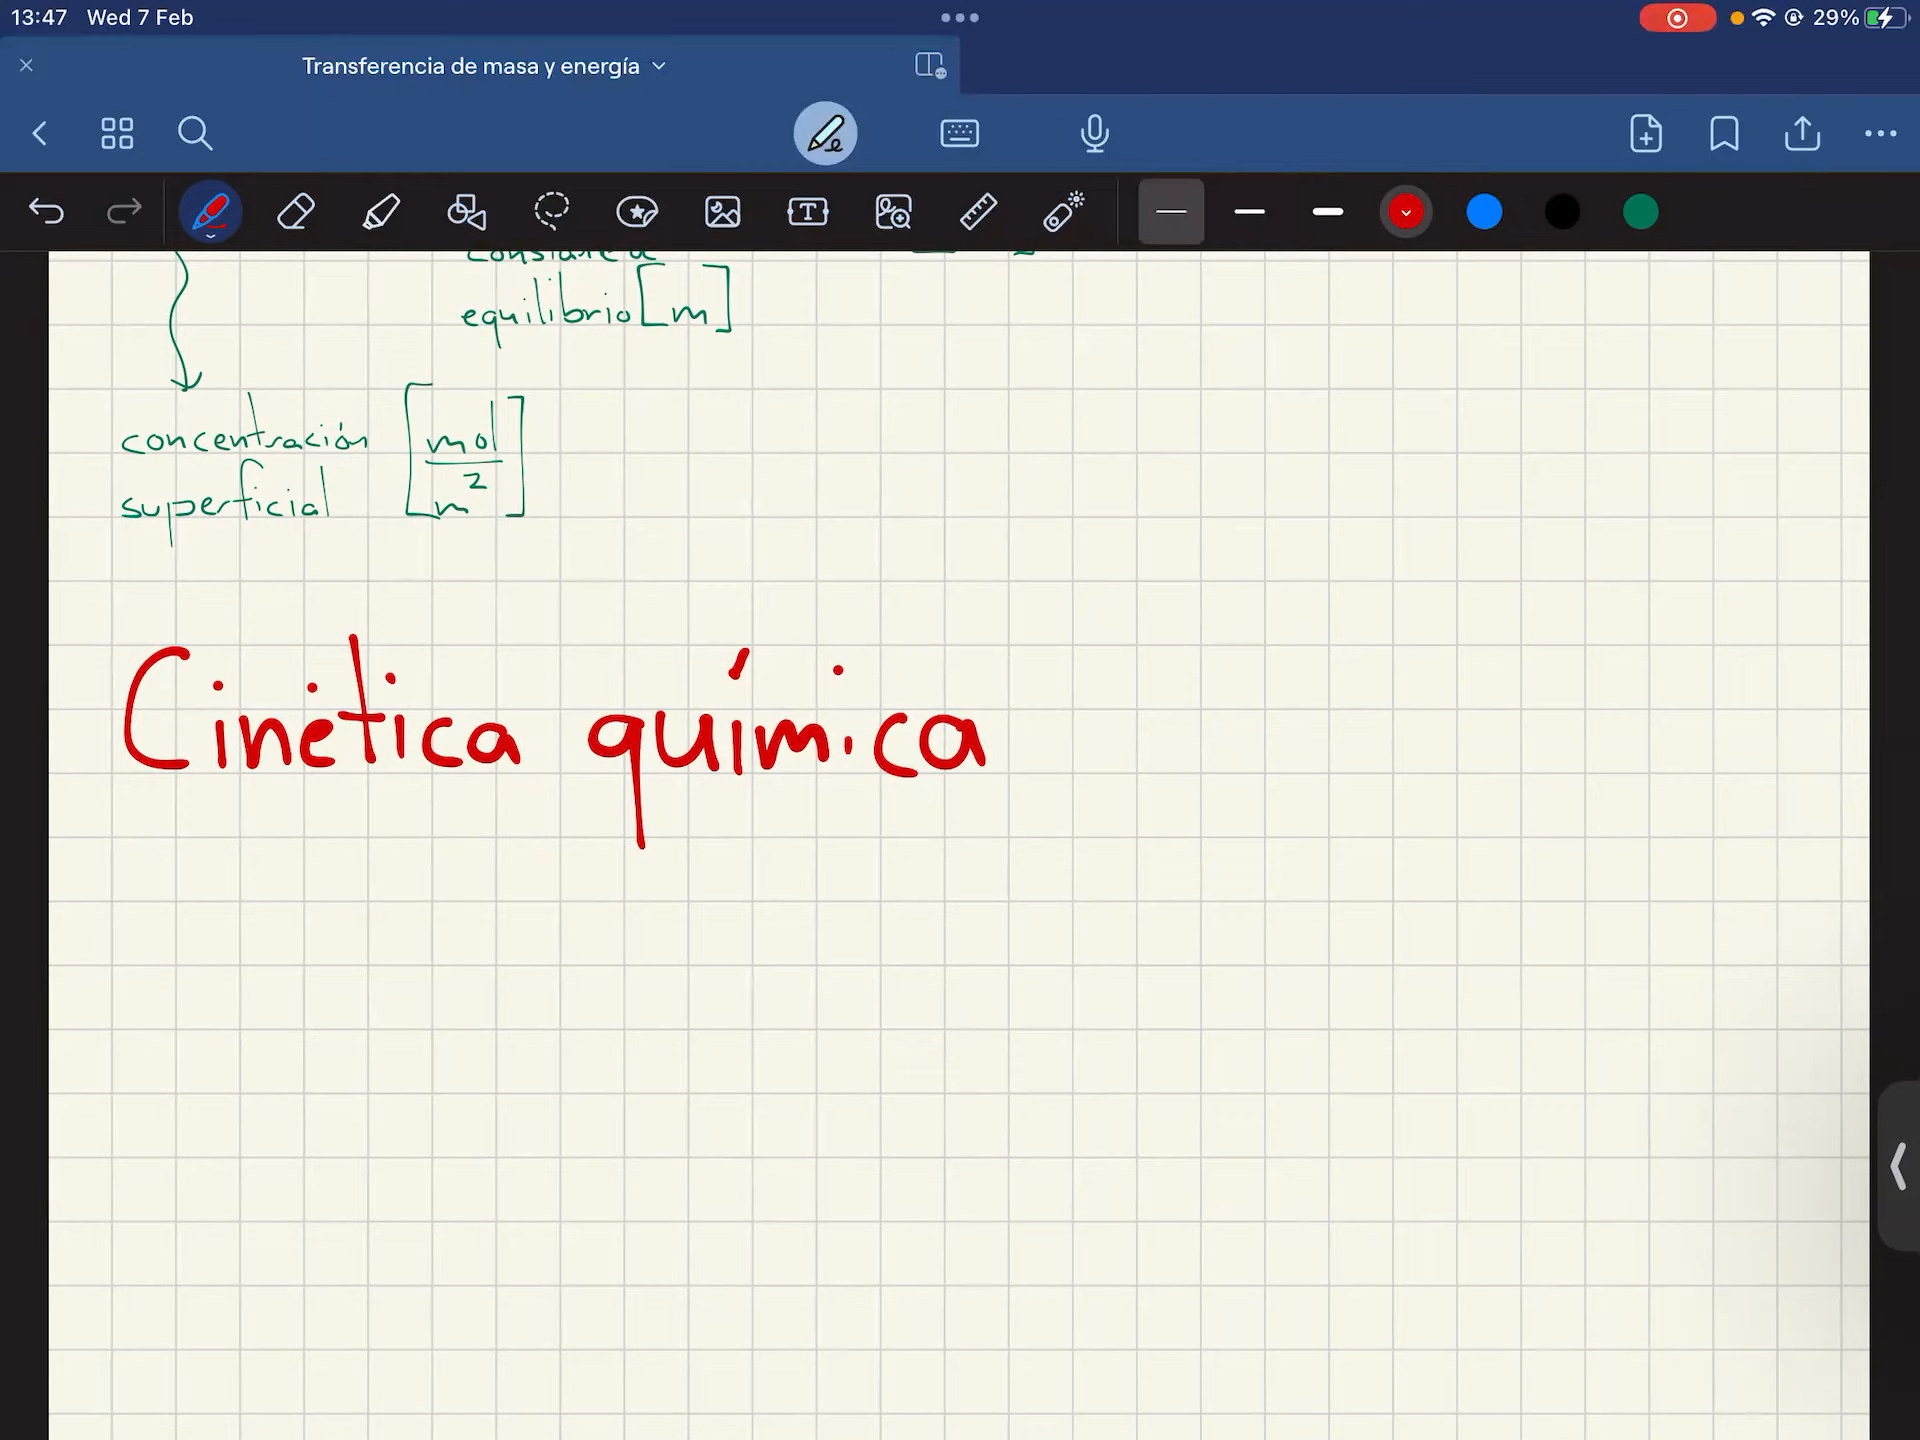 13:47 Wed 7 Feb
29%
Transferencia de masa y energía
equilibrio [m]
concentración [mol
superficial m²]
Cinética química